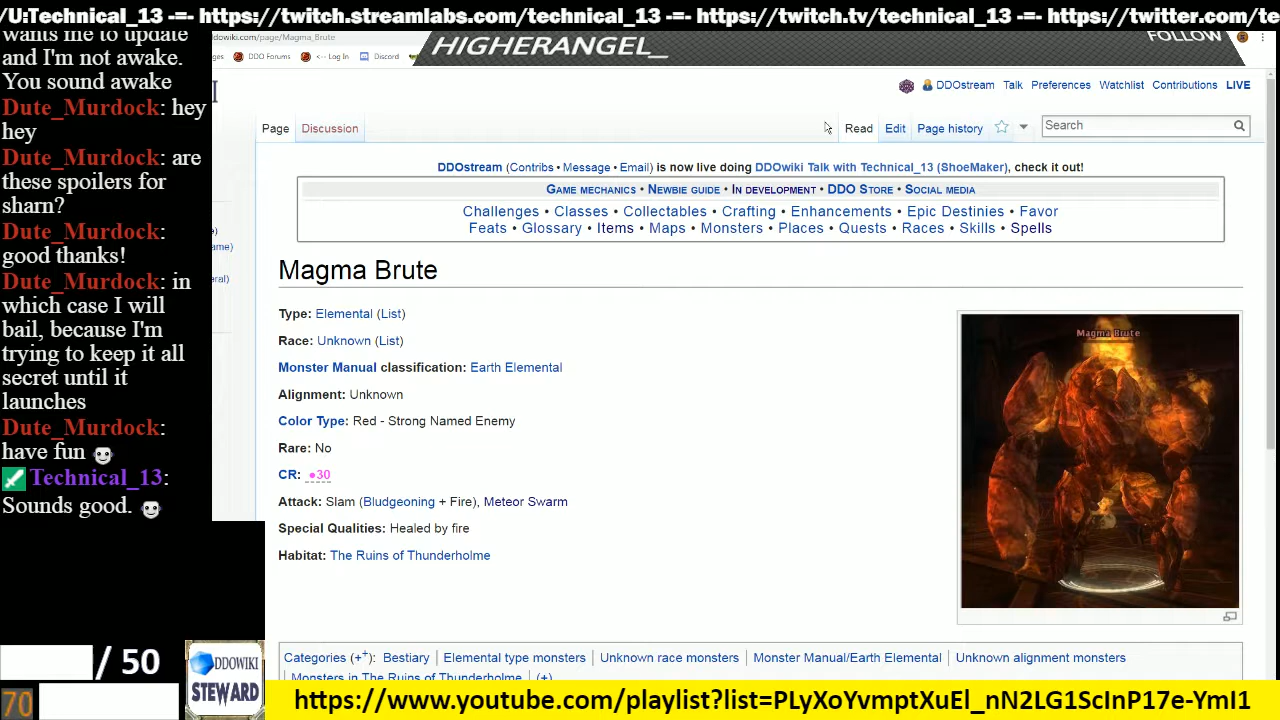 /U:Technical_13 -=- https://twitch.streamlabs.com/technical_13 -=- https://twitch.tv/technical_13 -=- https://twitter.com/te
wants me to update
and I'm not awake.
You sound awake
Dute_Murdock: hey
hey
Dute_Murdock: are
these spoilers for
sharn?
Dute_Murdock:
good thanks!
Dute_Murdock: in
which case I will
bail, because I'm
trying to keep it all
secret until it
launches
Dute_Murdock:
have fun
Technical_13:
Sounds good.
/ 50
70
DDOWIKI
STEWARD
ddowiki.com/page/Magma_Brute
HIGHERANGEL_
FOLLOW
ges DDO Forums <-- Log In Discord
DDOstream Talk Preferences Watchlist Contributions LIVE
Page Discussion Read Edit Page history Search
DDOstream (Contribs • Message • Email) is now live doing DDOwiki Talk with Technical_13 (ShoeMaker), check it out!
GAME MECHANICS • NEWBIE GUIDE • IN DEVELOPMENT • DDO STORE • SOCIAL MEDIA
Challenges • Classes • Collectables • Crafting • Enhancements • Epic Destinies • Favor
Feats • Glossary • Items • Maps • Monsters • Places • Quests • Races • Skills • Spells
Magma Brute
Type: Elemental (List)
Race: Unknown (List)
Monster Manual classification: Earth Elemental
Alignment: Unknown
Color Type: Red - Strong Named Enemy
Rare: No
CR: •30
Attack: Slam (Bludgeoning + Fire), Meteor Swarm
Special Qualities: Healed by fire
Habitat: The Ruins of Thunderholme
Magma Brute
Categories (+⁺): Bestiary | Elemental type monsters | Unknown race monsters | Monster Manual/Earth Elemental | Unknown alignment monsters
Monsters in The Ruins of Thunderholme | (+)
https://www.youtube.com/playlist?list=PLyXoYvmptXuEl_nN2LG1ScInP17e-YmI1